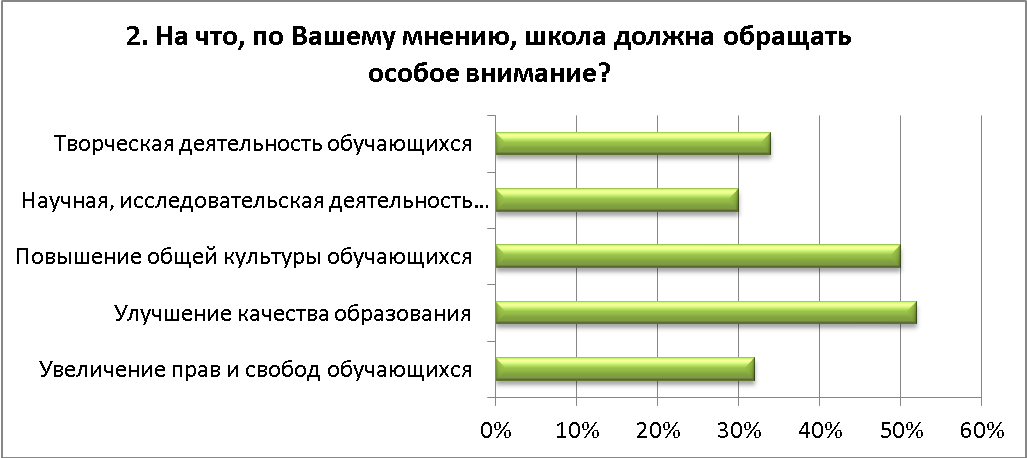 2. На что, по Вашему мнению, школа должна обращать
особое внимание?
Творческая деятельность обучающихся
Научная, исследовательская деятельность...
Повышение общей культуры обучающихся
Улучшение качества образования
Увеличение прав и свобод обучающихся
0% 10% 20% 30% 40% 50% 60%